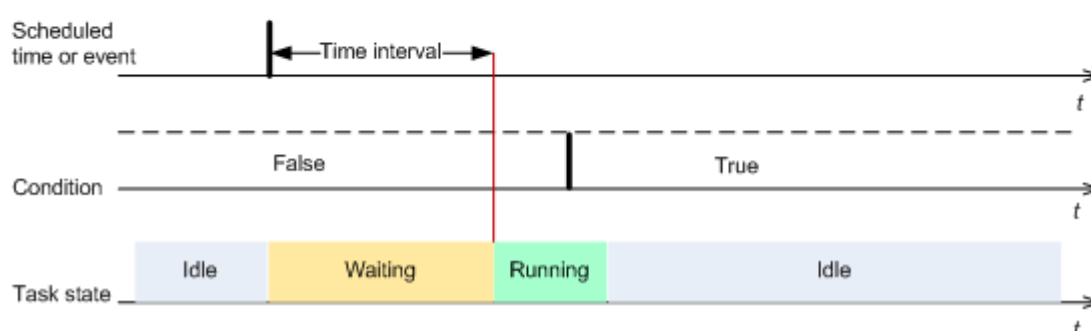 Scheduled
time or event
Time interval
t
False
True
Condition
t
Idle
Waiting
Running
Idle
Task state
t